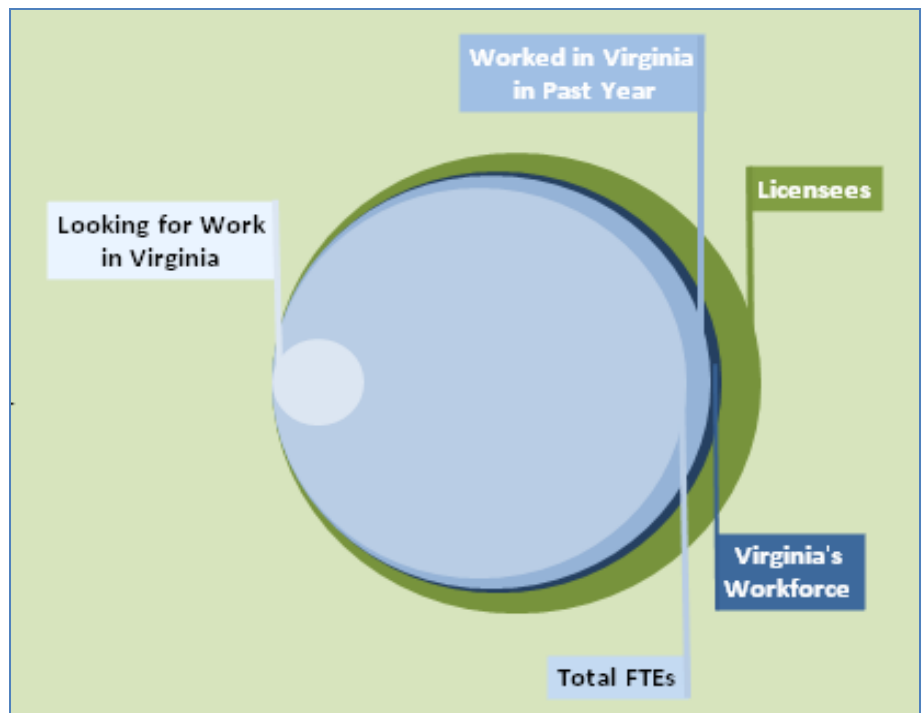 Worked in Virginia
in Past Year
Licensees
Looking for Work
in Virginia
Virginia's
Workforce
Total FTEs